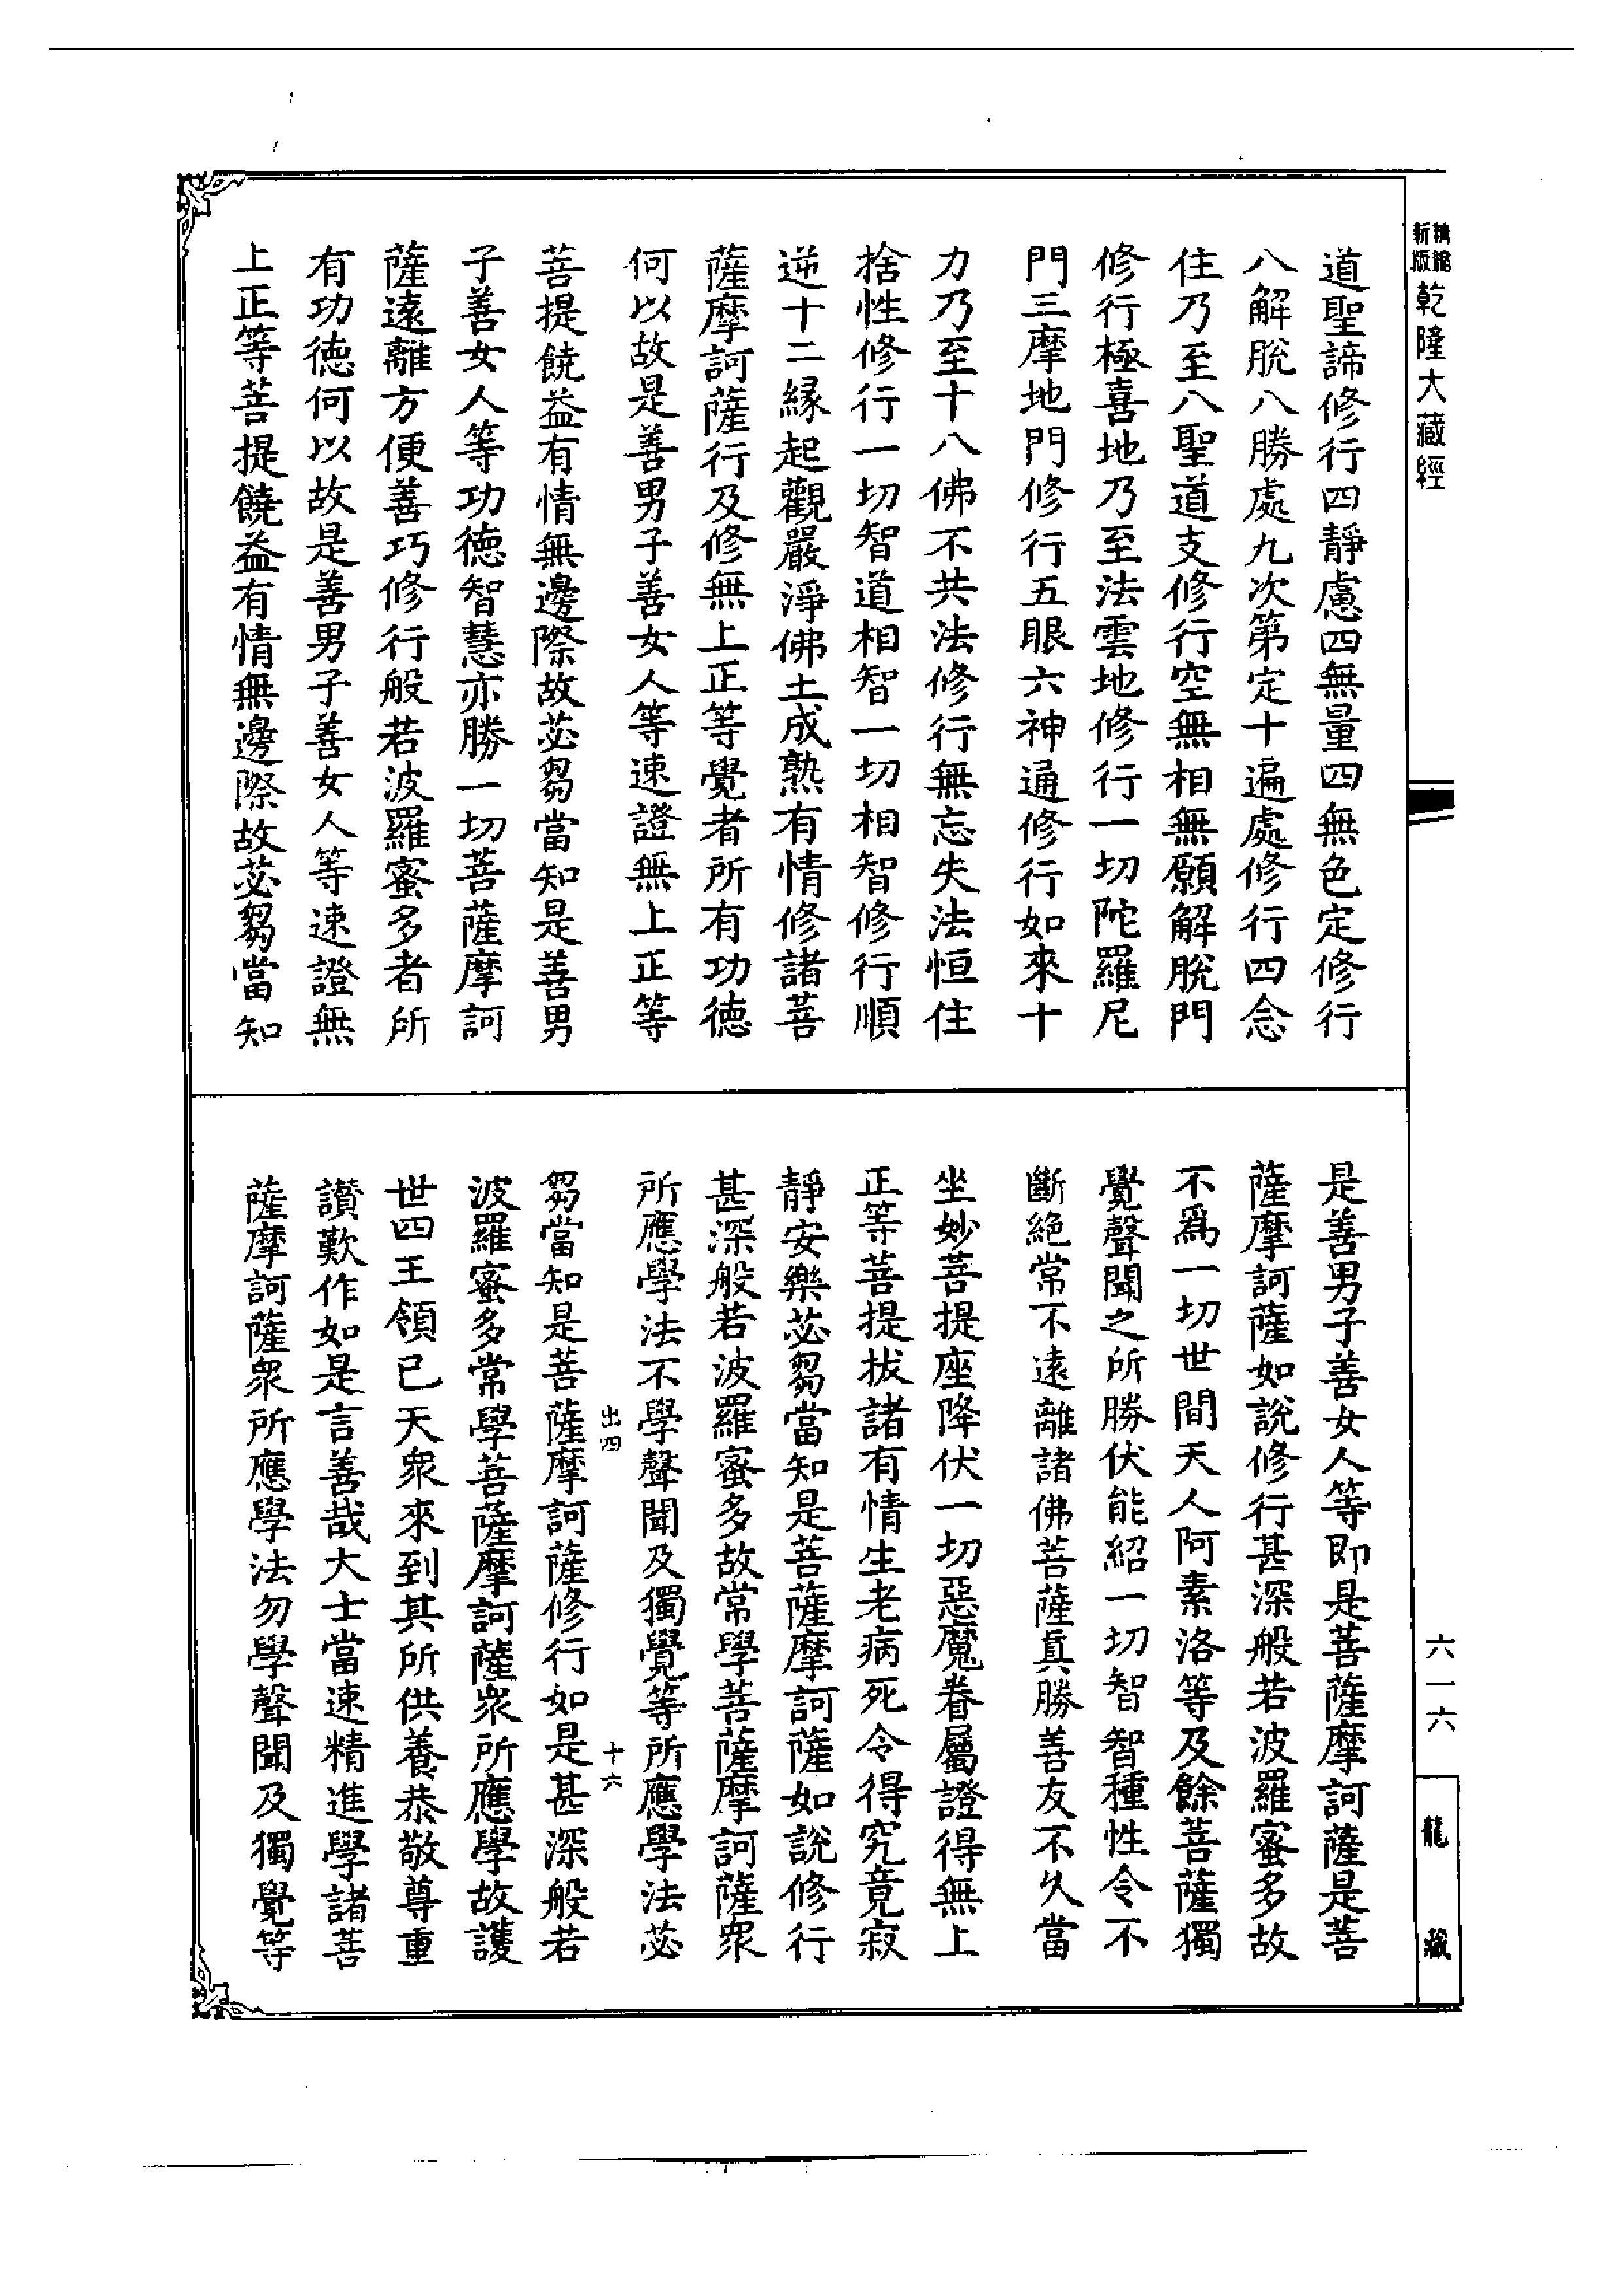 精縮新版乾隆大藏經
道聖諦修行四靜慮四無量四無色定修行
八解脫八勝處九次第定十遍處修行四念
住乃至八聖道支修行空無相無願解脫門
修行極喜地乃至法雲地修行一切陀羅尼
門三摩地門修行五眼六神通修行如來十
力乃至十八佛不共法修行無忘失法恒住
捨性修行一切智道相智一切相智修行順
逆十二緣起觀嚴淨佛土成熟有情修諸菩
薩摩訶薩行及修無上正等覺者所有功德
何以故是善男子善女人等速證無上正等
菩提饒益有情無邊際故苾芻當知是善男
子善女人等功德智慧亦勝一切菩薩摩訶
薩遠離方便善巧修行般若波羅蜜多者所
有功德何以故是善男子善女人等速證無
上正等菩提饒益有情無邊際故苾芻當知
是善男子善女人等即是菩薩摩訶薩是菩
薩摩訶薩如說修行甚深般若波羅蜜多故
不爲一切世間天人阿素洛等及餘菩薩獨
覺聲聞之所勝伏能紹一切智智種性令不
斷絶常不遠離諸佛菩薩真勝善友不久當
坐妙菩提座降伏一切惡魔眷屬證得無上
正等菩提拔諸有情生老病死令得究竟寂
靜安樂苾芻當知是菩薩摩訶薩如說修行
甚深般若波羅蜜多故常學菩薩摩訶薩衆
所應學法不學聲聞及獨覺等所應學法苾
出四
十六
芻當知是菩薩摩訶薩修行如是甚深般若
波羅蜜多常學菩薩摩訶薩衆所應學故護
世四王領已天衆來到其所供養恭敬尊重
讚歎作如是言善哉大士當速精進學諸菩
薩摩訶薩衆所應學法勿學聲聞及獨覺等
六一六
龍藏